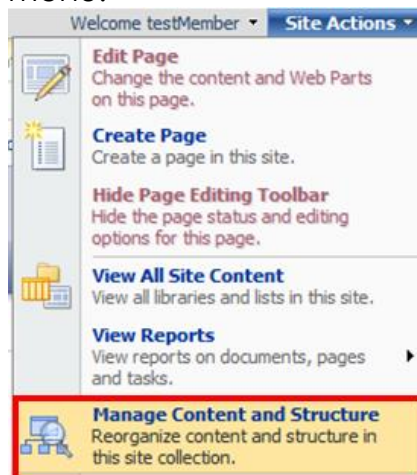 menu.
Welcome testMember Site Actions
Edit Page
Change the content and Web Parts
on this page.
Create Page
Create a page in this site.
Hide Page Editing Toolbar
Hide the page status and editing
options for this page.
View All Site Content
View all libraries and lists in this site.
View Reports
View reports on documents, pages
and tasks.
Manage Content and Structure
Reorganize content and structure in
this site collection.